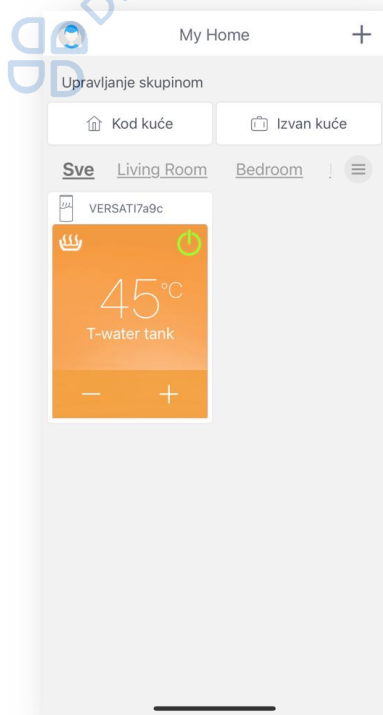 My Home
Upravljanje skupinom
Kod kuće
Izvan kuće
Sve Living Room Bedroom
VERSATI7a9c
45°C
T-water tank